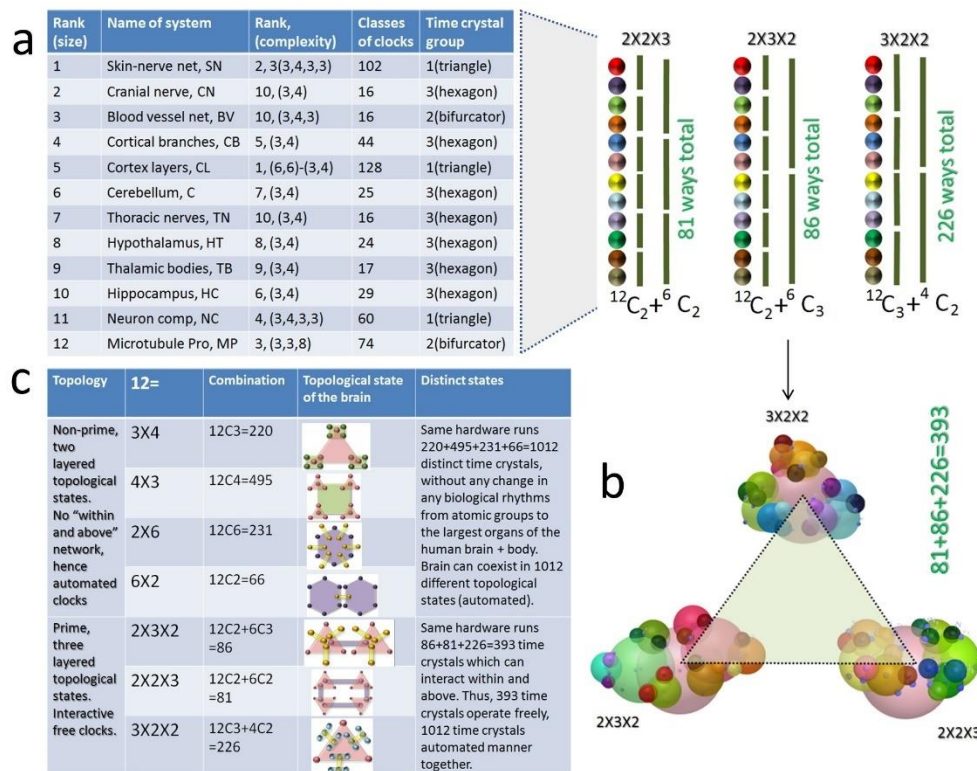 a
Rank (size) | Name of system | Rank, (complexity) | Classes of clocks | Time crystal group
1 | Skin-nerve net, SN | 2, 3(3,4,3,3) | 102 | 1(triangle)
2 | Cranial nerve, CN | 10, (3,4) | 16 | 3(hexagon)
3 | Blood vessel net, BV | 10, (3,4,3) | 16 | 2(bifurcator)
4 | Cortical branches, CB | 5, (3,4) | 44 | 3(hexagon)
5 | Cortex layers, CL | 1, (6,6)-(3,4) | 128 | 1(triangle)
6 | Cerebellum, C | 7, (3,4) | 25 | 3(hexagon)
7 | Thoracic nerves, TN | 10, (3,4) | 16 | 3(hexagon)
8 | Hypothalamus, HT | 8, (3,4) | 24 | 3(hexagon)
9 | Thalamic bodies, TB | 9, (3,4) | 17 | 3(hexagon)
10 | Hippocampus, HC | 6, (3,4) | 29 | 3(hexagon)
11 | Neuron comp, NC | 4, (3,4,3,3) | 60 | 1(triangle)
12 | Microtubule Pro, MP | 3, (3,3,8) | 74 | 2(bifurcator)
2X2X3
81 ways total
12C2+ 6 C2
2X3X2
86 ways total
12C2+ 6 C3
3X2X2
226 ways total
12C3+ 4 C2
b
3X2X2
81+86+226=393
2X3X2
2X2X3
c
Topology | 12= | Combination | Topological state of the brain | Distinct states
Non-prime,
two
layered
topological
states.
No "within
and above"
network,
hence
automated
clocks
3X4 | 12C3=220
4X3 | 12C4=495
2X6 | 12C6=231
6X2 | 12C2=66
Same hardware runs
220+495+231+66=1012
distinct time crystals,
without any change in
any biological rhythms
from atomic groups to
the largest organs of the
human brain + body.
Brain can coexist in 1012
different topological
states (automated).
Prime,
three
layered
topological
states.
Interactive
free clocks.
2X3X2 | 12C2+6C3 =86
2X2X3 | 12C2+6C2 =81
3X2X2 | 12C3+4C2 =226
Same hardware runs
86+81+226=393 time
crystals which can
interact within and
above. Thus, 393 time
crystals operate freely,
1012 time crystals
automated manner
together.